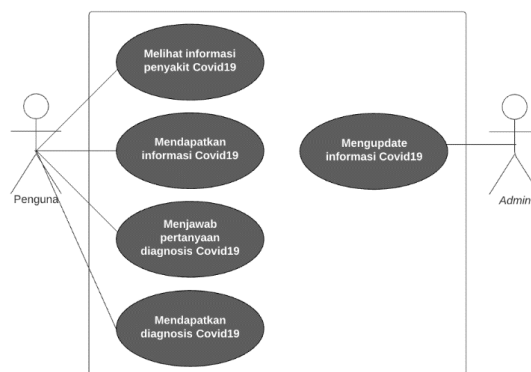 Melihat informasi
penyakit Covid19
Mendapatkan
informasi Covid19
Mengupdate
informasi Covid19
Penguna
Admin
Menjawab
pertanyaan
diagnosis Covid19
Mendapatkan
diagnosis Covid19